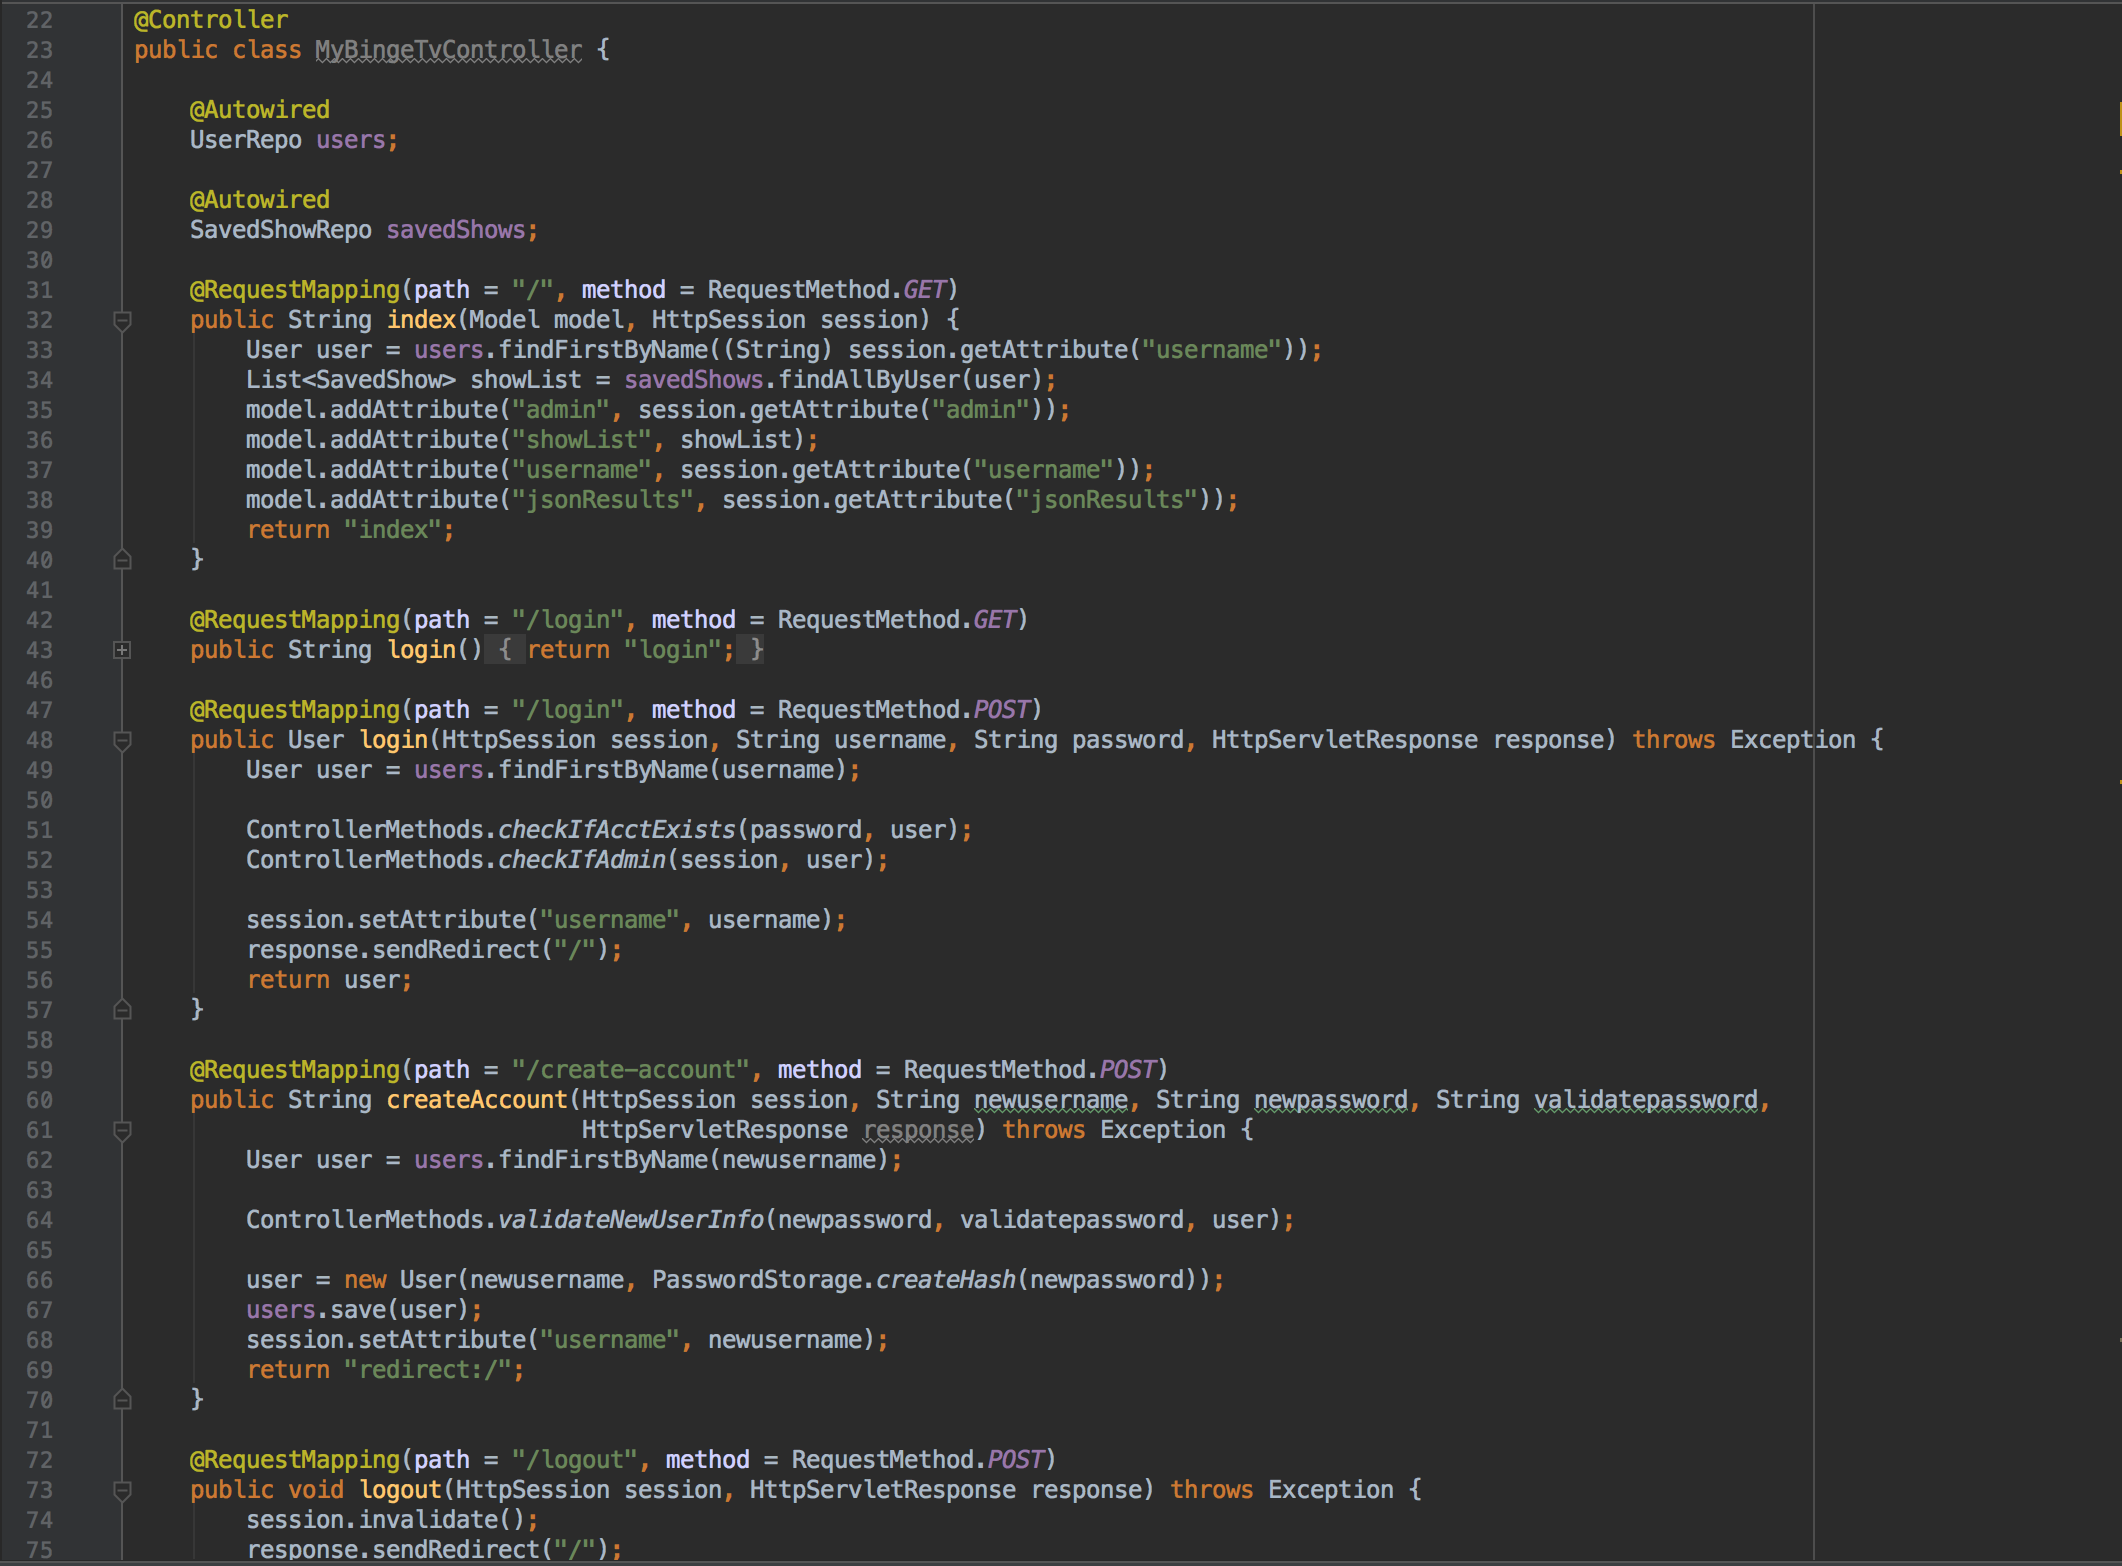 22 @Controller
23 public class MyBingeTvController {
24
25     @Autowired
26     UserRepo users;
27
28     @Autowired
29     SavedShowRepo savedShows;
30
31     @RequestMapping(path = "/", method = RequestMethod.GET)
32     public String index(Model model, HttpSession session) {
33         User user = users.findFirstByName((String) session.getAttribute("username"));
34         List<SavedShow> showList = savedShows.findAllByUser(user);
35         model.addAttribute("admin", session.getAttribute("admin"));
36         model.addAttribute("showList", showList);
37         model.addAttribute("username", session.getAttribute("username"));
38         model.addAttribute("jsonResults", session.getAttribute("jsonResults"));
39         return "index";
40     }
41
42     @RequestMapping(path = "/login", method = RequestMethod.GET)
43     public String login() { return "login"; }
46
47     @RequestMapping(path = "/login", method = RequestMethod.POST)
48     public User login(HttpSession session, String username, String password, HttpServletResponse response) throws Exception {
49         User user = users.findFirstByName(username);
50
51         ControllerMethods.checkIfAcctExists(password, user);
52         ControllerMethods.checkIfAdmin(session, user);
53
54         session.setAttribute("username", username);
55         response.sendRedirect("/");
56         return user;
57     }
58
59     @RequestMapping(path = "/create-account", method = RequestMethod.POST)
60     public String createAccount(HttpSession session, String newusername, String newpassword, String validatepassword,
61                                 HttpServletResponse response) throws Exception {
62         User user = users.findFirstByName(newusername);
63
64         ControllerMethods.validateNewUserInfo(newpassword, validatepassword, user);
65
66         user = new User(newusername, PasswordStorage.createHash(newpassword));
67         users.save(user);
68         session.setAttribute("username", newusername);
69         return "redirect:/";
70     }
71
72     @RequestMapping(path = "/logout", method = RequestMethod.POST)
73     public void logout(HttpSession session, HttpServletResponse response) throws Exception {
74         session.invalidate();
75         response.sendRedirect("/");